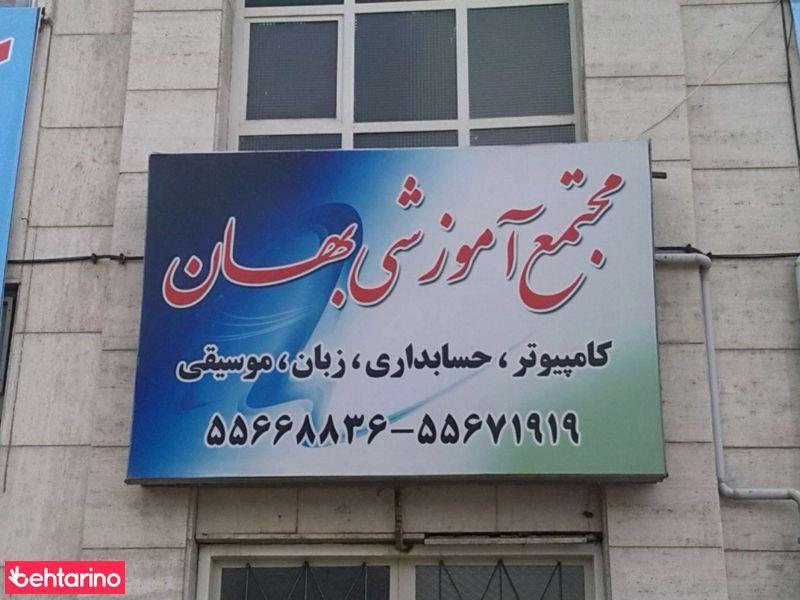 مجتمع آموزشی بهان
کامپیوتر، حسابداری، زبان، موسیقی
۵۵۶۶۸۸۳۶-۵۵۶۷۱۹۱۹
behtarino